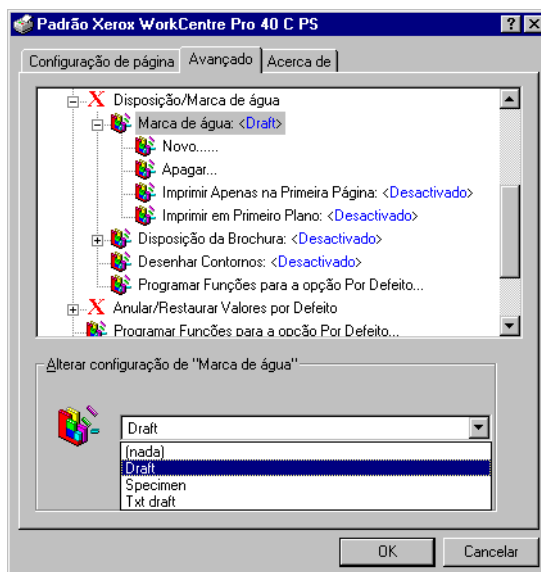 Padrão Xerox WorkCentre Pro 40 C PS
Configuração de página Avançado Acerca de
Disposição/Marca de água
Marca de água: <Draft>
Novo......
Apagar...
Imprimir Apenas na Primeira Página: <Desactivado>
Imprimir em Primeiro Plano: <Desactivado>
Disposição da Brochura: <Desactivado>
Desenhar Contornos: <Desactivado>
Programar Funções para a opção Por Defeito...
Anular/Restaurar Valores por Defeito
Programar Funções para a opção Por Defeito...
Alterar configuração de "Marca de água"
Draft
(nada)
Draft
Specimen
Txt draft
OK Cancelar